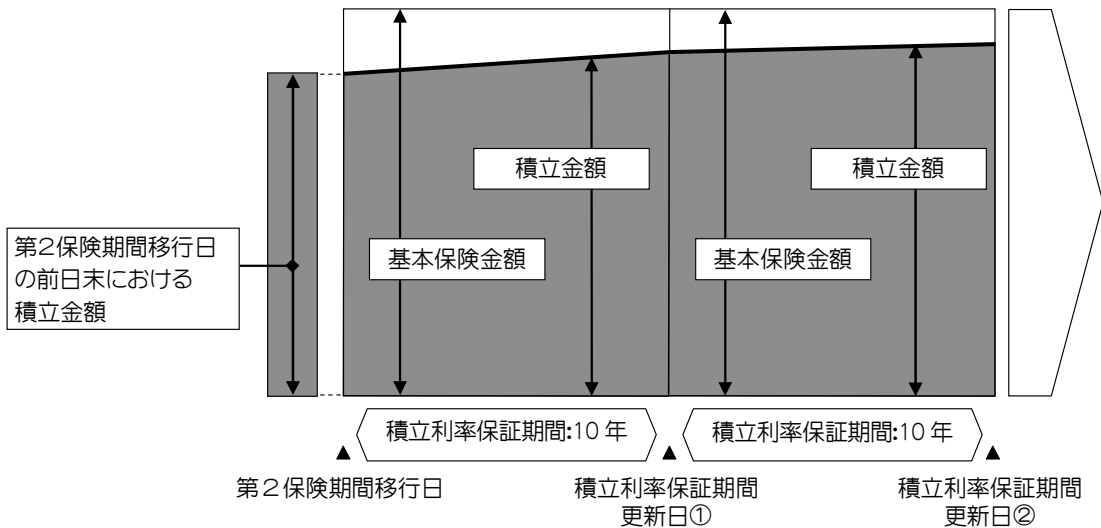 積立金額
積立金額
第2保険期間移行日
の前日末における
積立金額
基本保険金額
基本保険金額
積立利率保証期間:10年
積立利率保証期間:10年
▲
▲
▲
第2保険期間移行日
積立利率保証期間
更新日①
積立利率保証期間
更新日②